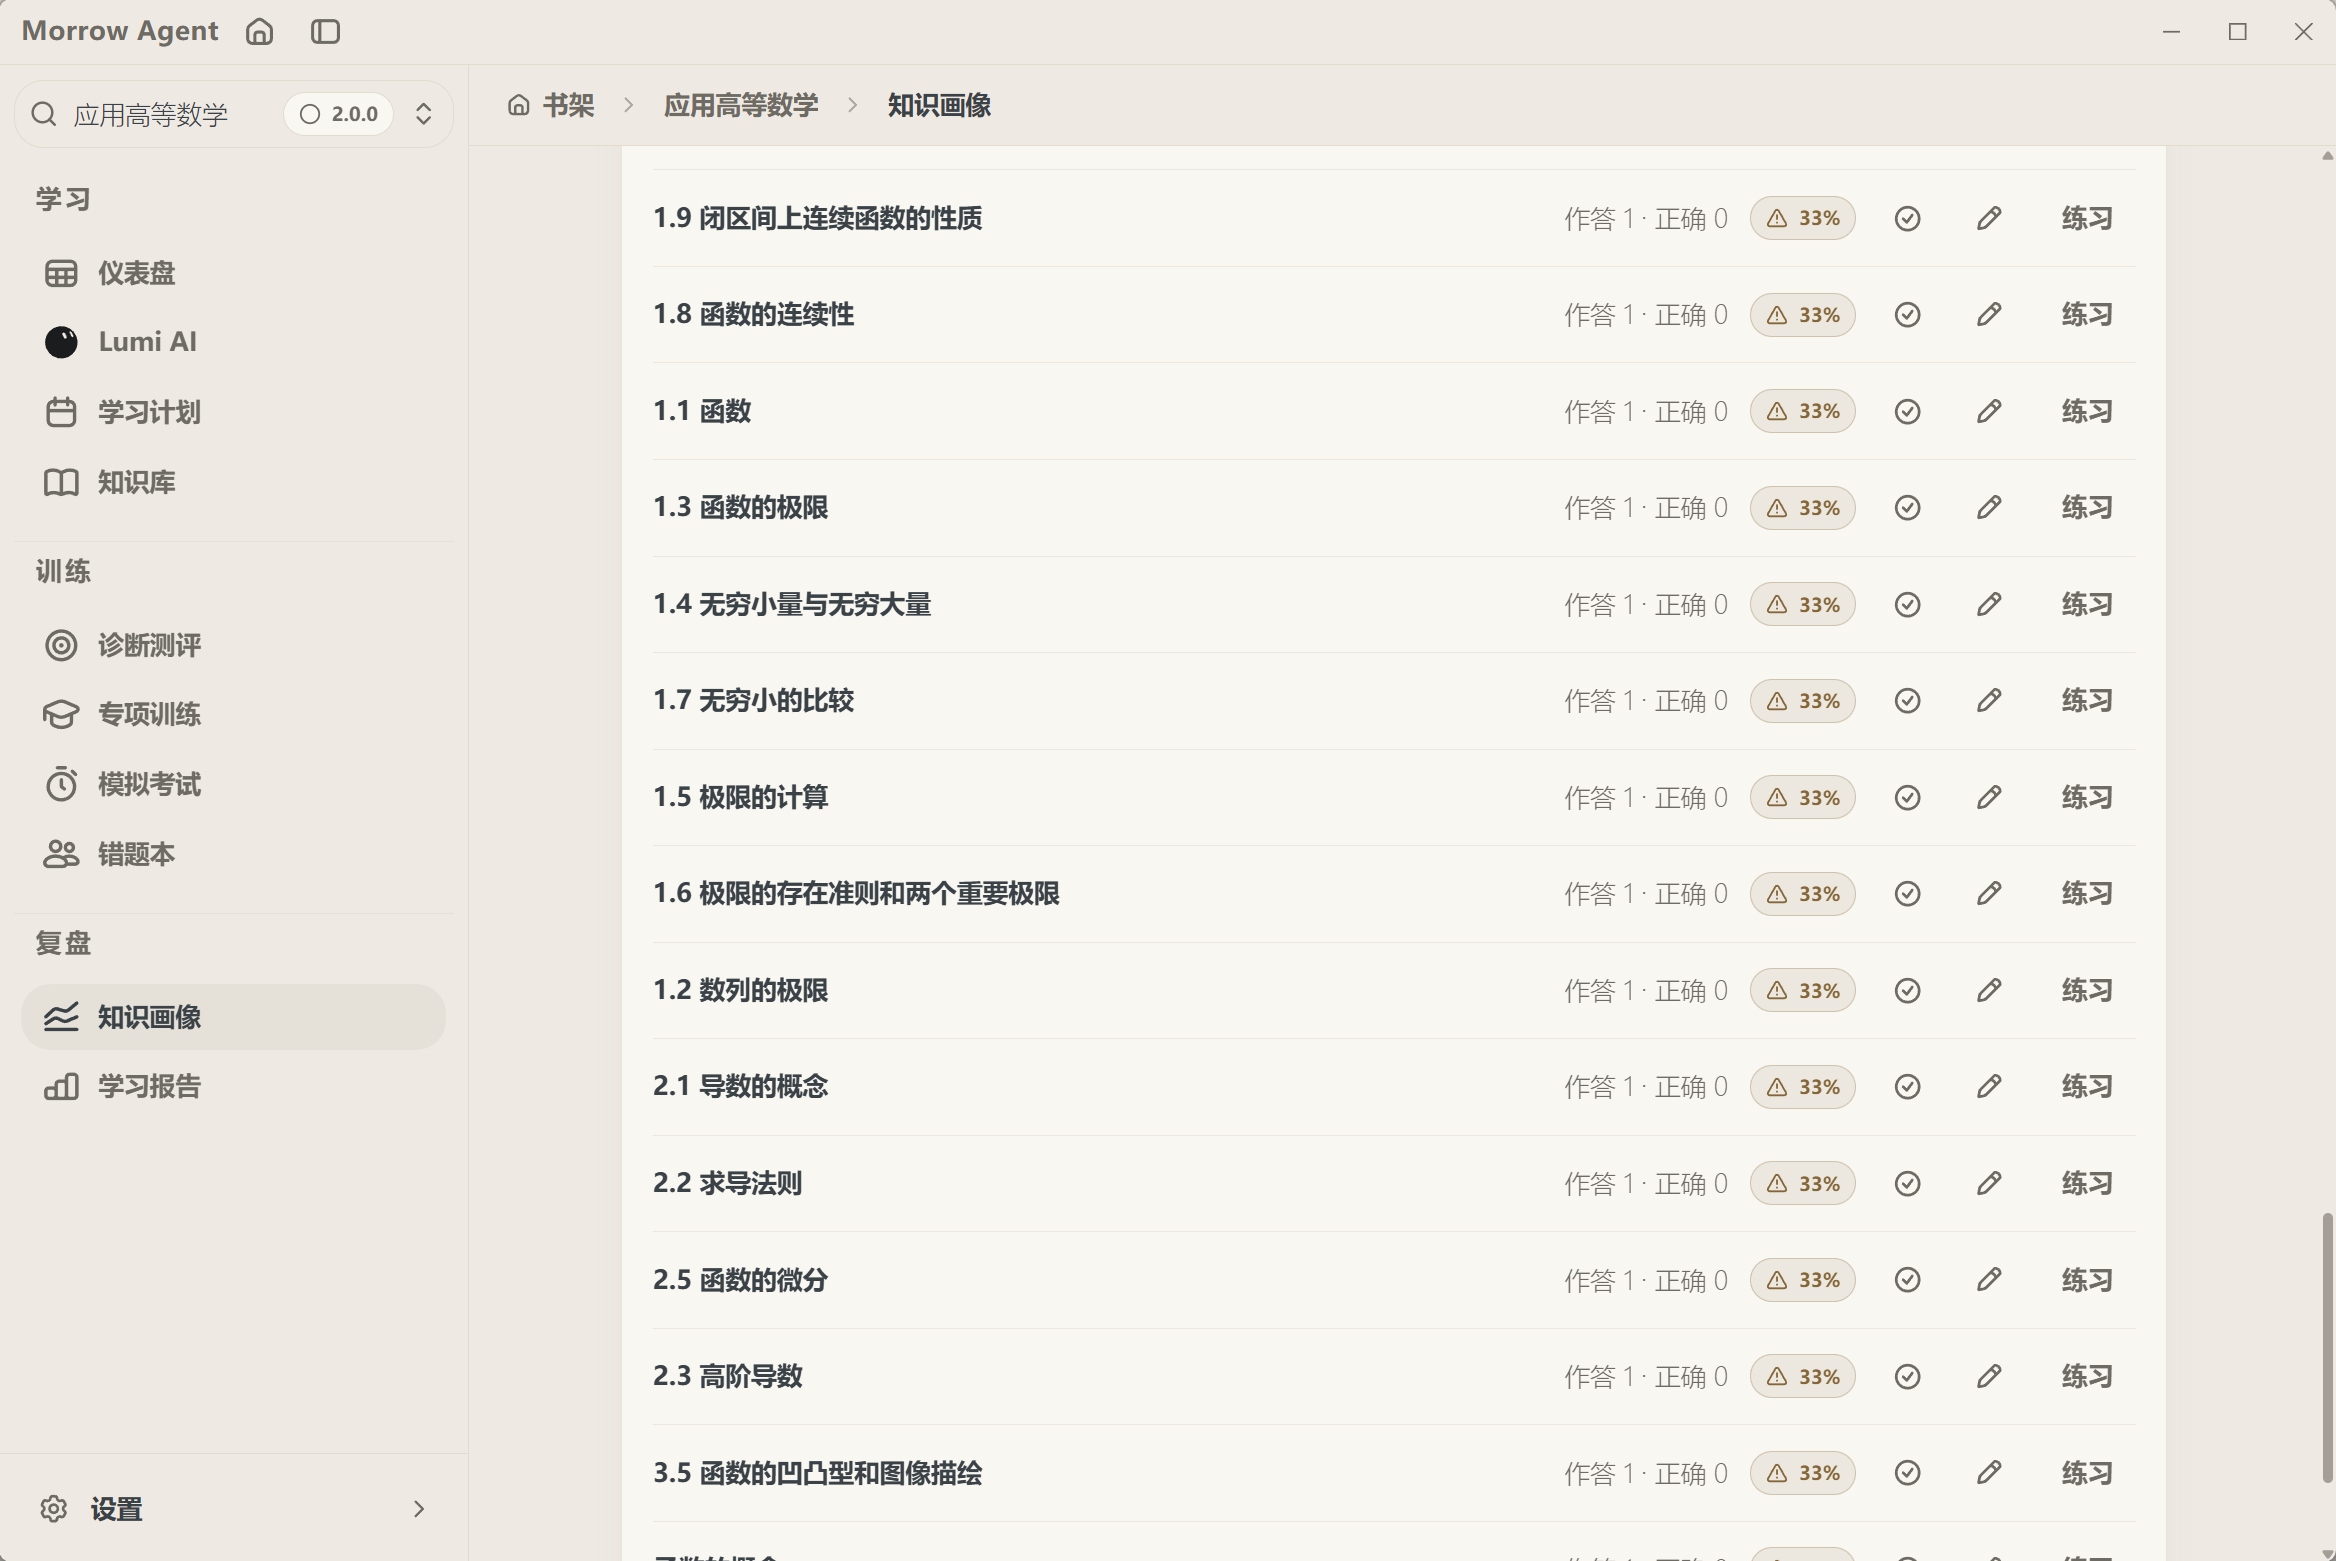 Morrow Agent
应用高等数学 2.0.0
学习
仪表盘
Lumi AI
学习计划
知识库
训练
诊断测评
专项训练
模拟考试
错题本
复盘
知识画像
学习报告
设置
书架 > 应用高等数学 > 知识画像
1.9 闭区间上连续函数的性质 作答 1 · 正确 0 33% 练习
1.8 函数的连续性 作答 1 · 正确 0 33% 练习
1.1 函数 作答 1 · 正确 0 33% 练习
1.3 函数的极限 作答 1 · 正确 0 33% 练习
1.4 无穷小量与无穷大量 作答 1 · 正确 0 33% 练习
1.7 无穷小的比较 作答 1 · 正确 0 33% 练习
1.5 极限的计算 作答 1 · 正确 0 33% 练习
1.6 极限的存在准则和两个重要极限 作答 1 · 正确 0 33% 练习
1.2 数列的极限 作答 1 · 正确 0 33% 练习
2.1 导数的概念 作答 1 · 正确 0 33% 练习
2.2 求导法则 作答 1 · 正确 0 33% 练习
2.5 函数的微分 作答 1 · 正确 0 33% 练习
2.3 高阶导数 作答 1 · 正确 0 33% 练习
3.5 函数的凹凸型和图像描绘 作答 1 · 正确 0 33% 练习